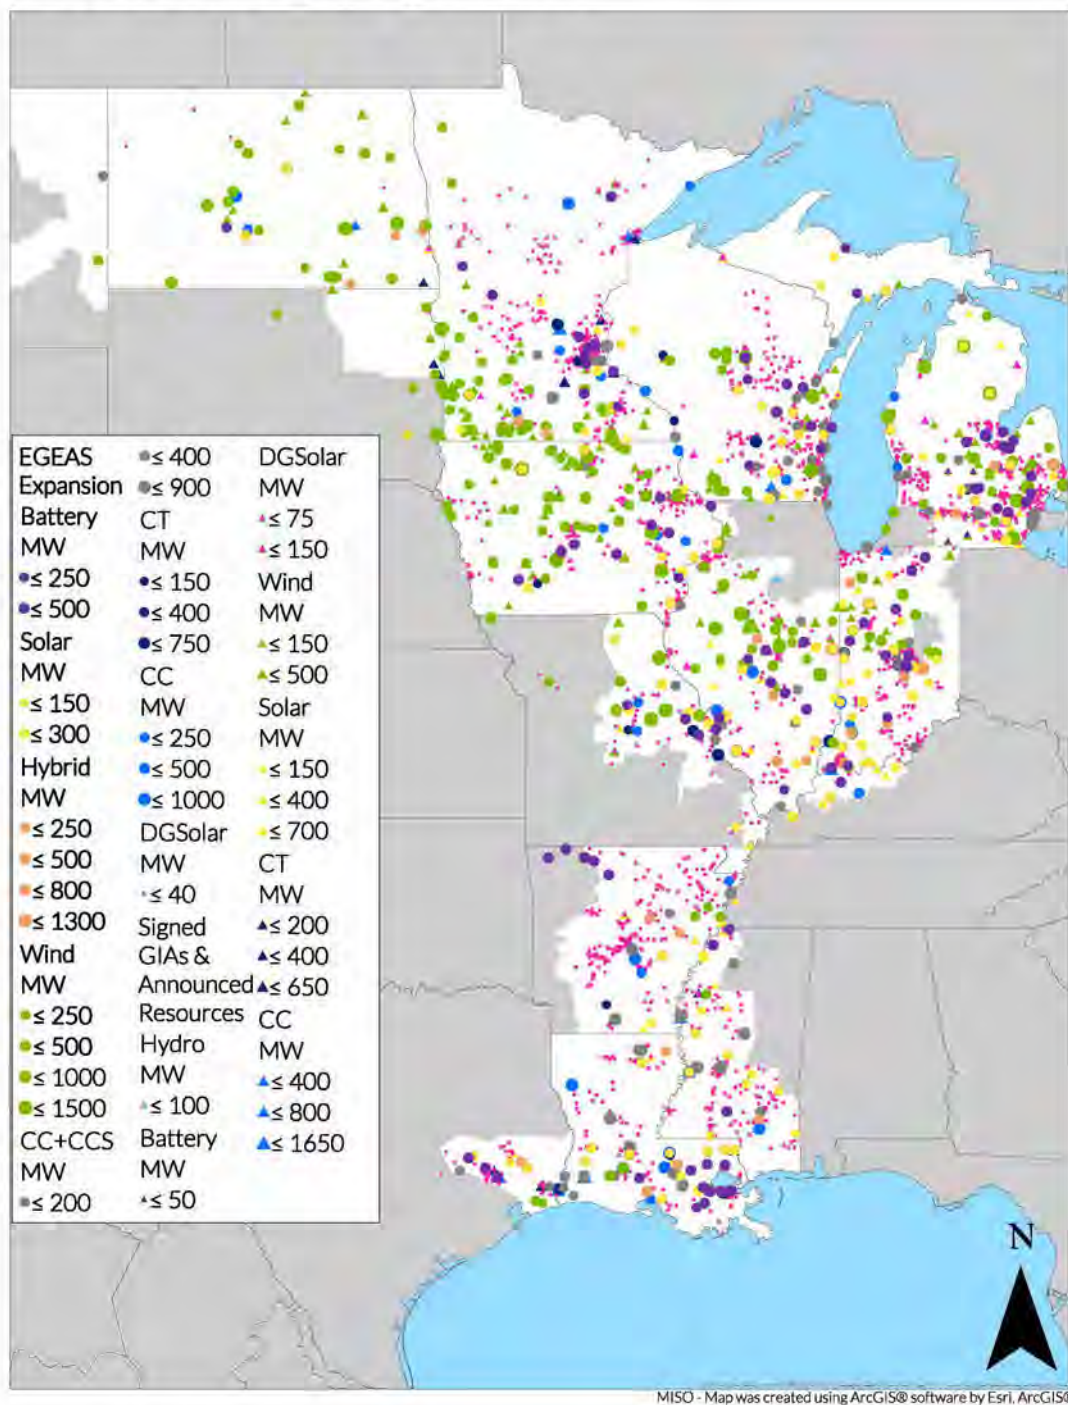 EGEAS
Expansion
Battery
MW
≤ 250
≤ 500
Solar
MW
≤ 150
≤ 300
Hybrid
MW
≤ 250
≤ 500
≤ 800
≤ 1300
Wind
MW
≤ 250
≤ 500
≤ 1000
≤ 1500
CC+CCS
MW
≤ 200
≤ 400
≤ 900
CT
MW
≤ 150
≤ 400
≤ 750
CC
MW
≤ 250
≤ 500
≤ 1000
DGSolar
MW
≤ 40
Signed
GIAs &
Announced
Resources
Hydro
MW
≤ 100
Battery
MW
≤ 50
DGSolar
MW
≤ 75
≤ 150
Wind
MW
≤ 150
≤ 500
Solar
MW
≤ 150
≤ 400
≤ 700
CT
MW
≤ 200
≤ 400
≤ 650
CC
MW
≤ 400
≤ 800
≤ 1650
N
MISO - Map was created using ArcGIS® software by Esri. ArcGIS®